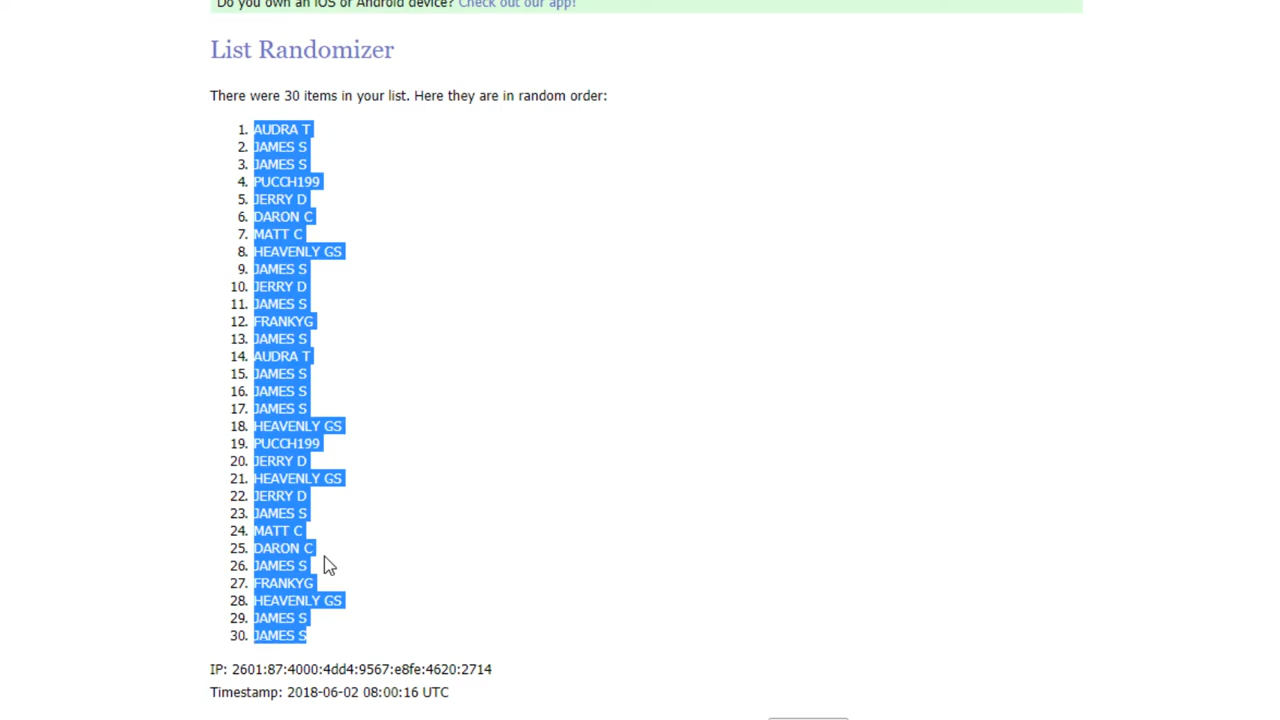 Do you own an iOS or Android device? Check out our app!
List Randomizer
There were 30 items in your list. Here they are in random order:
1. AUDRA T
2. JAMES S
3. JAMES S
4. PUCCH199
5. JERRY D
6. DARON C
7. MATT C
8. HEAVENLY GS
9. JAMES S
10. JERRY D
11. JAMES S
12. FRANKYG
13. JAMES S
14. AUDRA T
15. JAMES S
16. JAMES S
17. JAMES S
18. HEAVENLY GS
19. PUCCH199
20. JERRY D
21. HEAVENLY GS
22. JERRY D
23. JAMES S
24. MATT C
25. DARON C
26. JAMES S
27. FRANKYG
28. HEAVENLY GS
29. JAMES S
30. JAMES S
IP: 2601:87:4000:4dd4:9567:e8fe:4620:2714
Timestamp: 2018-06-02 08:00:16 UTC